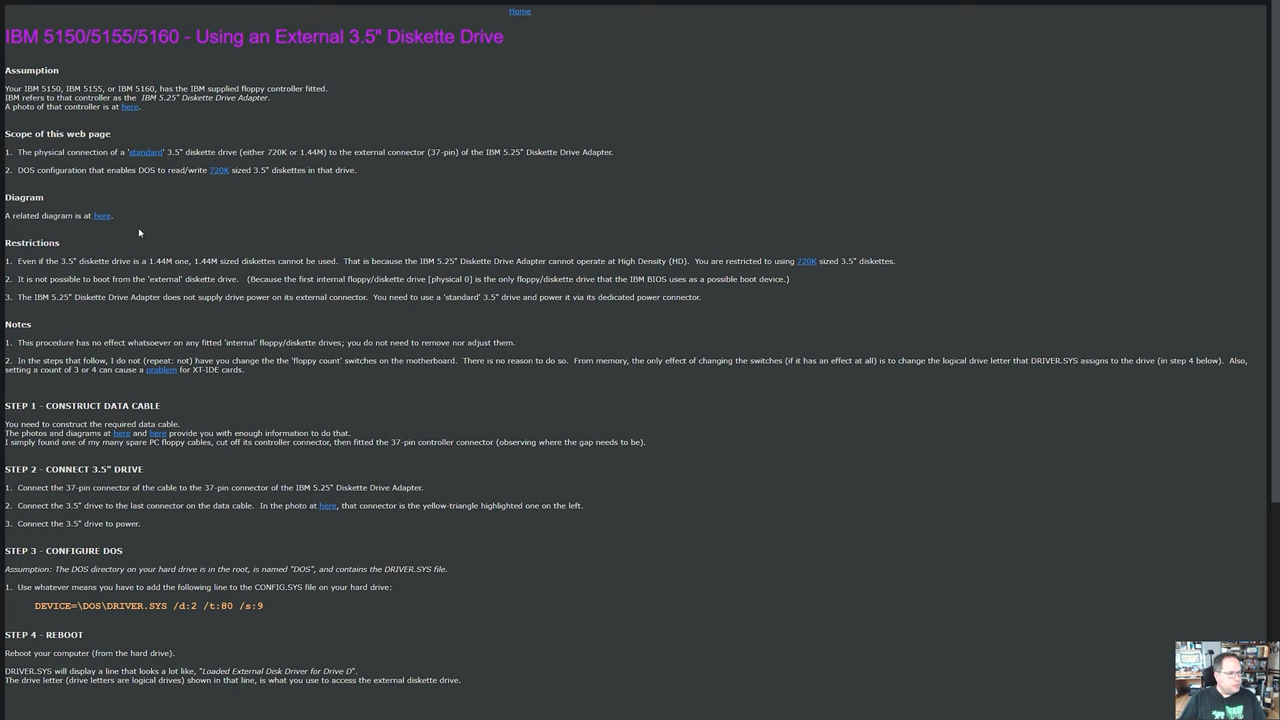 Home
IBM 5150/5155/5160 - Using an External 3.5" Diskette Drive
Assumption
Your IBM 5150, IBM 5155, or IBM 5160, has the IBM supplied floppy controller fitted.
IBM refers to that controller as the IBM 5.25" Diskette Drive Adapter.
A photo of that controller is at here.
Scope of this web page
1. The physical connection of a 'standard' 3.5" diskette drive (either 720K or 1.44M) to the external connector (37-pin) of the IBM 5.25" Diskette Drive Adapter.
2. DOS configuration that enables DOS to read/write 720K sized 3.5" diskettes in that drive.
Diagram
A related diagram is at here.
Restrictions
1. Even if the 3.5" diskette drive is a 1.44M one, 1.44M sized diskettes cannot be used. That is because the IBM 5.25" Diskette Drive Adapter cannot operate at High Density (HD). You are restricted to using 720K sized 3.5" diskettes.
2. It is not possible to boot from the 'external' diskette drive. (Because the first internal floppy/diskette drive [physical 0] is the only floppy/diskette drive that the IBM BIOS uses as a possible boot device.)
3. The IBM 5.25" Diskette Drive Adapter does not supply drive power on its external connector. You need to use a 'standard' 3.5" drive and power it via its dedicated power connector.
Notes
1. This procedure has no effect whatsoever on any fitted 'internal' floppy/diskette drives; you do not need to remove nor adjust them.
2. In the steps that follow, I do not (repeat: not) have you change the the 'floppy count' switches on the motherboard. There is no reason to do so. From memory, the only effect of changing the switches (if it has an effect at all) is to change the logical drive letter that DRIVER.SYS assigns to the drive (in step 4 below). Also,
setting a count of 3 or 4 can cause a problem for XT-IDE cards.
STEP 1 - CONSTRUCT DATA CABLE
You need to construct the required data cable.
The photos and diagrams at here and here provide you with enough information to do that.
I simply found one of my many spare PC floppy cables, cut off its controller connector, then fitted the 37-pin controller connector (observing where the gap needs to be).
STEP 2 - CONNECT 3.5" DRIVE
1. Connect the 37-pin connector of the cable to the 37-pin connector of the IBM 5.25" Diskette Drive Adapter.
2. Connect the 3.5" drive to the last connector on the data cable. In the photo at here, that connector is the yellow-triangle highlighted one on the left.
3. Connect the 3.5" drive to power.
STEP 3 - CONFIGURE DOS
Assumption: The DOS directory on your hard drive is in the root, is named "DOS", and contains the DRIVER.SYS file.
1. Use whatever means you have to add the following line to the CONFIG.SYS file on your hard drive:
DEVICE=\DOS\DRIVER.SYS /d:2 /t:80 /s:9
STEP 4 - REBOOT
Reboot your computer (from the hard drive).
DRIVER.SYS will display a line that looks a lot like, "Loaded External Disk Driver for Drive D".
The drive letter (drive letters are logical drives) shown in that line, is what you use to access the external diskette drive.